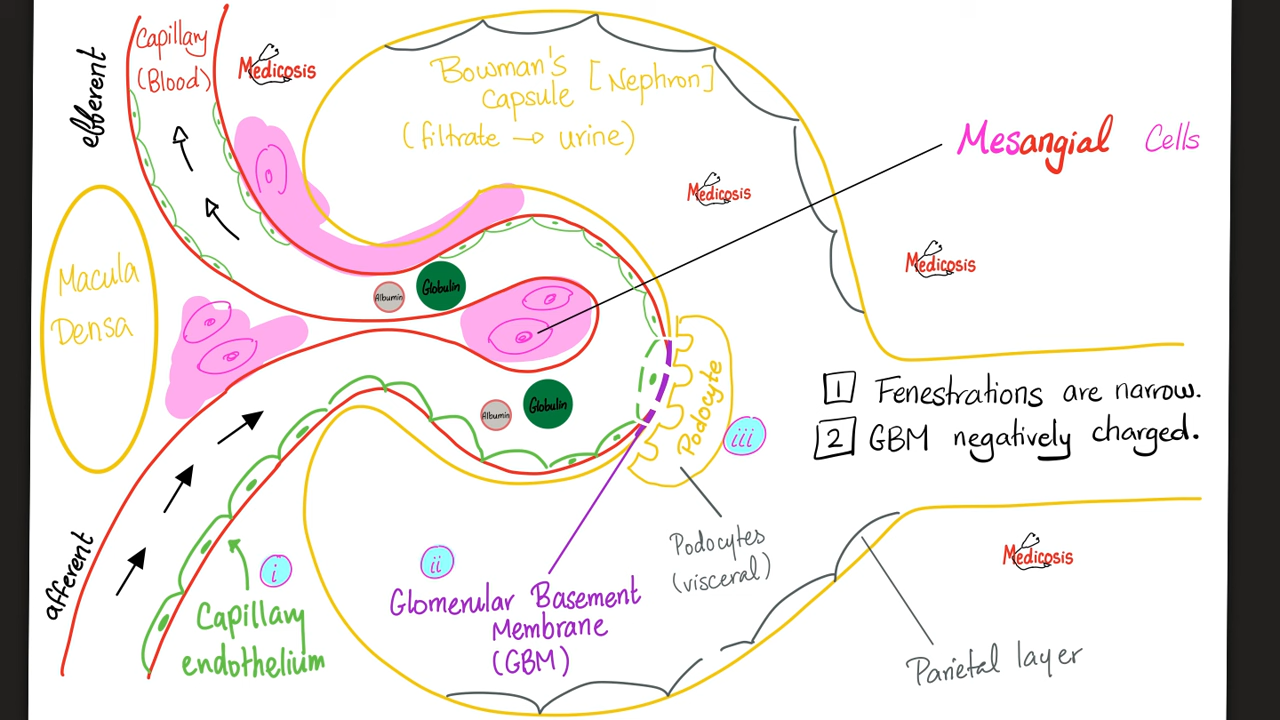 efferent
Capillary
(Blood)
Medicosis
Bowman's
capsule [Nephron]
(filtrate → urine)
Medicosis
Mesangial Cells
Medicosis
Macula
Densa
Albumin
Globulin
Albumin
Globulin
Podocyte
iii
1 Fenestrations are narrow.
2 GBM negatively charged.
afferent
i
Capillary
endothelium
ii
Glomerular Basement
Membrane
(GBM)
Podocytes
(visceral)
Medicosis
Parietal layer